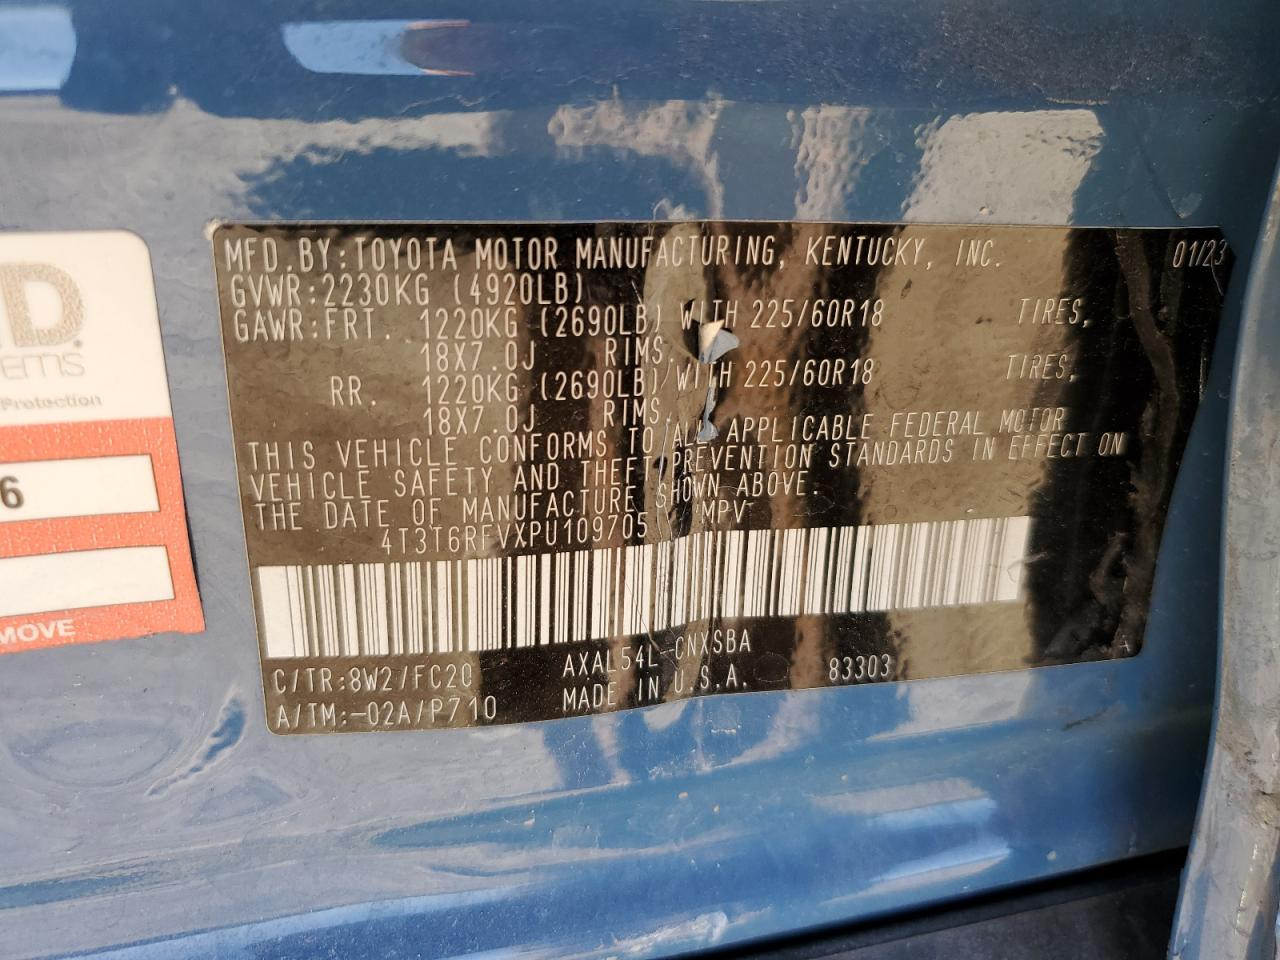 MFD.BY:TOYOTA MOTOR MANUFACTURING, KENTUCKY, INC. 01/23
GVWR:2230KG (4920LB)
GAWR:FRT. 1220KG (2690LB) WITH 225/60R18 TIRES,
18X7.0J RIMS.
RR. 1220KG (2690LB) WITH 225/60R18 TIRES,
18X7.0J RIMS.
THIS VEHICLE CONFORMS TO ALL APPLICABLE FEDERAL MOTOR
VEHICLE SAFETY AND THEFT PREVENTION STANDARDS IN EFFECT ON
THE DATE OF MANUFACTURE SHOWN ABOVE.
4T3T6RFVXPU109705 MPV
C/TR:8W2/FC20 AXAL54L-CNXSBA
A/TM:-02A/P710 MADE IN U.S.A. 83303
A
Protection
6